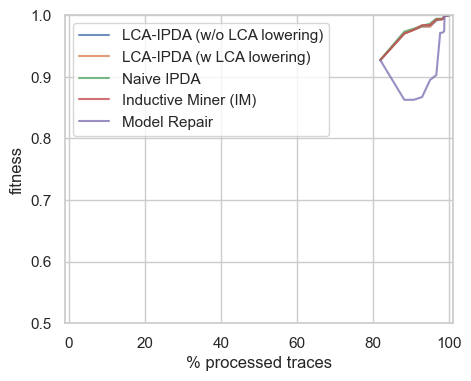 1.0
0.9
0.8
0.7
0.6
0.5
fitness
LCA-IPDA (w/o LCA lowering)
LCA-IPDA (w LCA lowering)
Naive IPDA
Inductive Miner (IM)
Model Repair
0 20 40 60 80 100
% processed traces